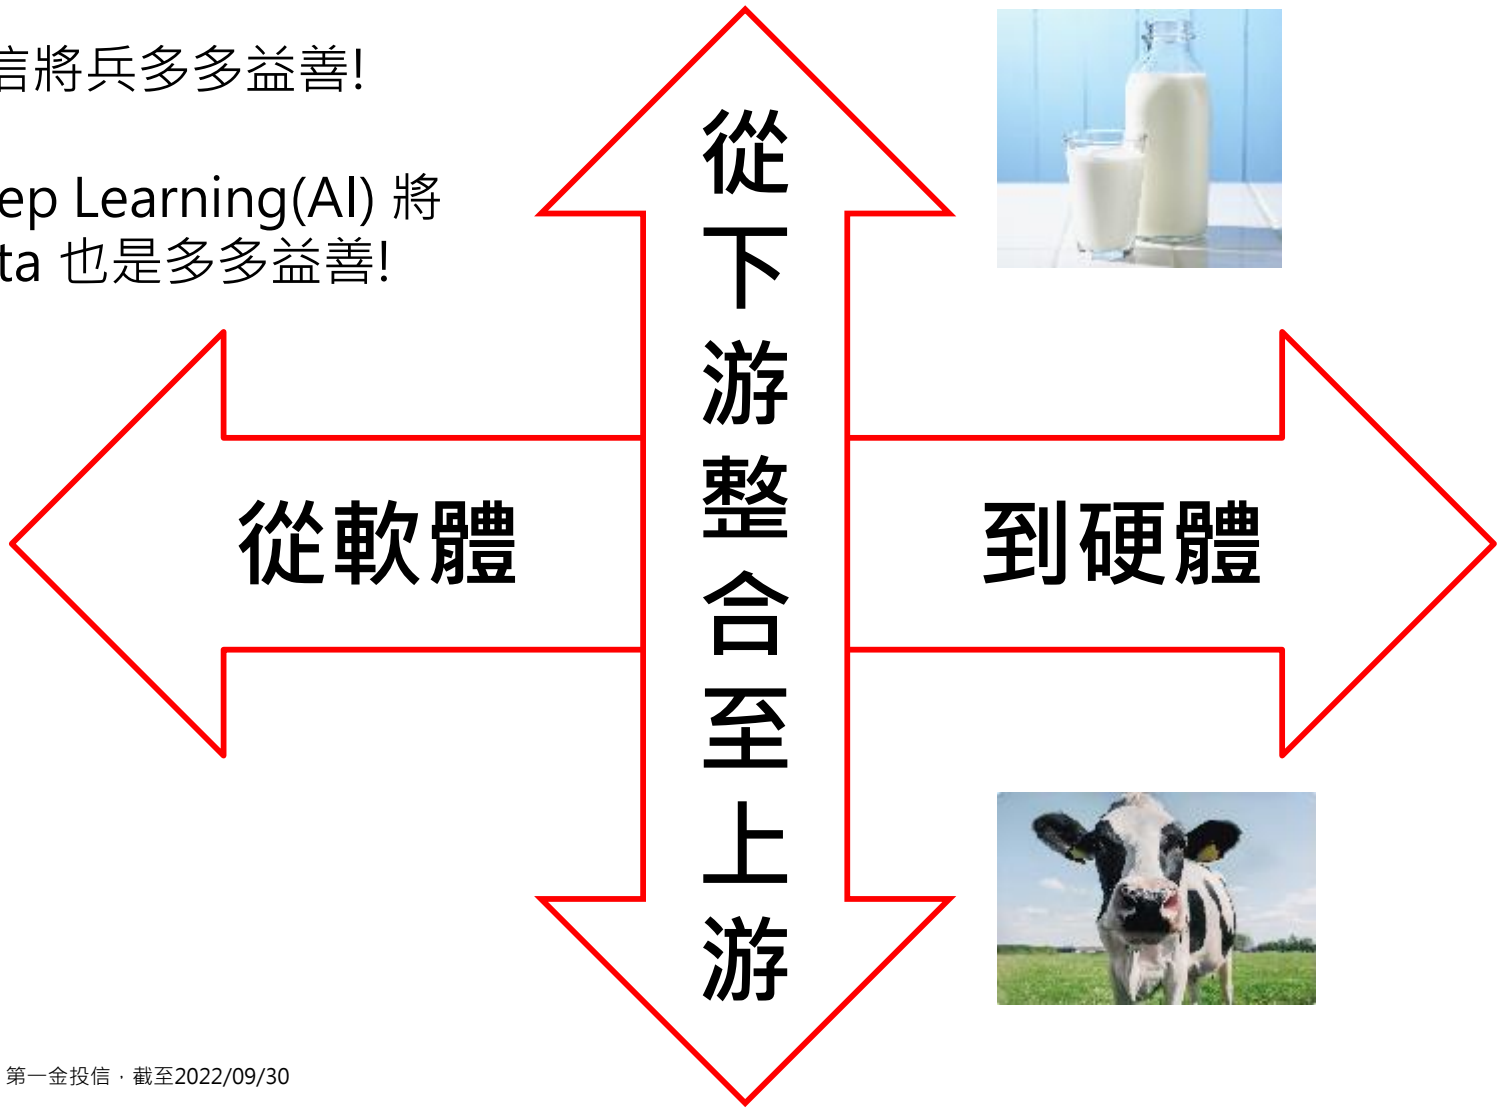 信將兵多多益善!
ep Learning(AI) 將
ta 也是多多益善!
從下游整合至上游
從軟體
到硬體
第一金投信，截至2022/09/30